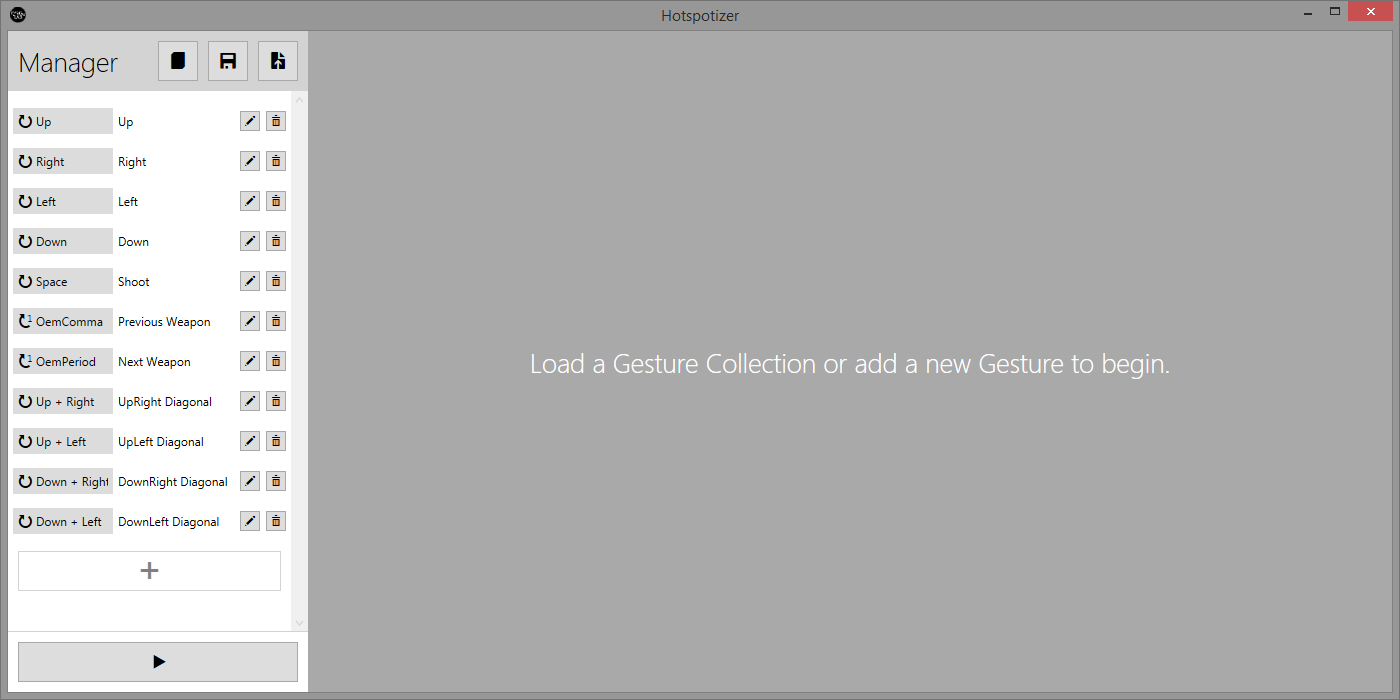 Hotspotizer
Manager
Up Up
Right Right
Left Left
Down Down
Space Shoot
1 OemComma Previous Weapon
1 OemPeriod Next Weapon
Up + Right UpRight Diagonal
Up + Left UpLeft Diagonal
Down + Right DownRight Diagonal
Down + Left DownLeft Diagonal
Load a Gesture Collection or add a new Gesture to begin.